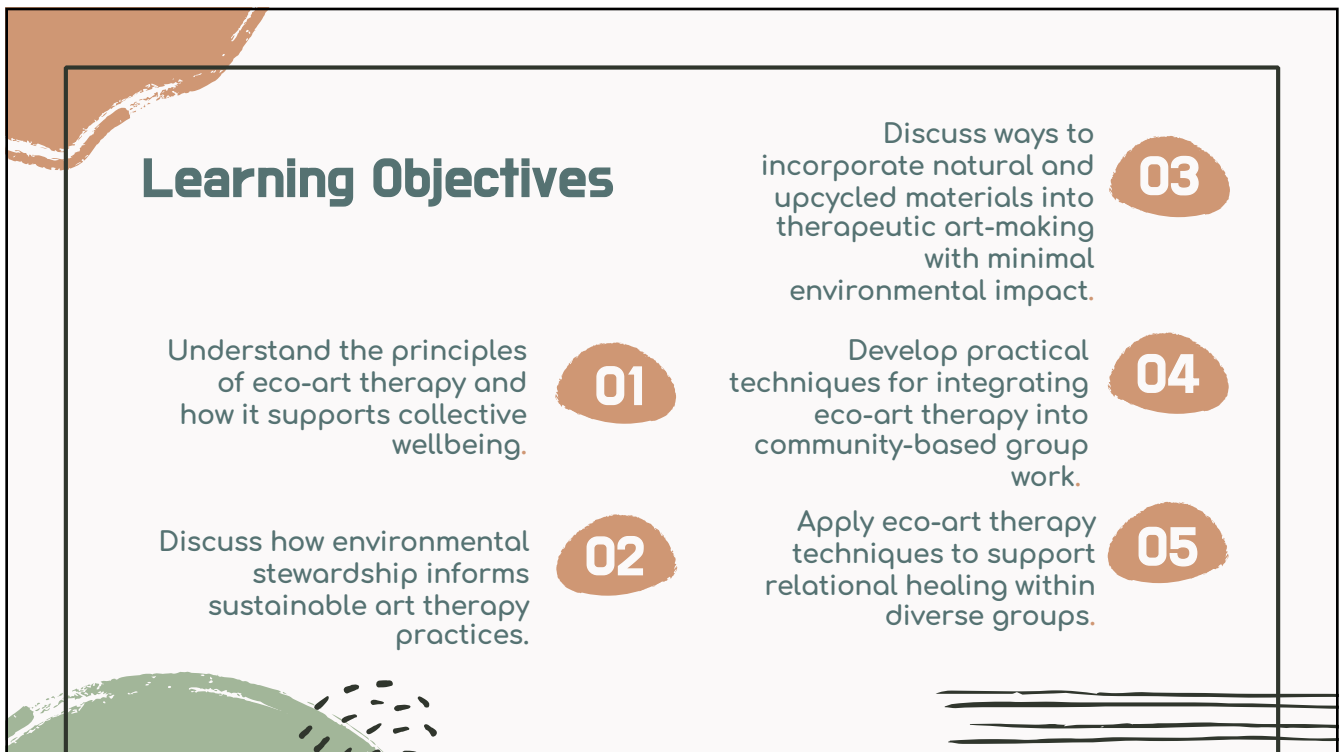 Learning Objectives
Understand the principles
of eco-art therapy and
how it supports collective
wellbeing.
01
Discuss how environmental
stewardship informs
sustainable art therapy
practices.
02
Discuss ways to
incorporate natural and
upcycled materials into
therapeutic art-making
with minimal
environmental impact.
03
Develop practical
techniques for integrating
eco-art therapy into
community-based group
work.
04
Apply eco-art therapy
techniques to support
relational healing within
diverse groups.
05